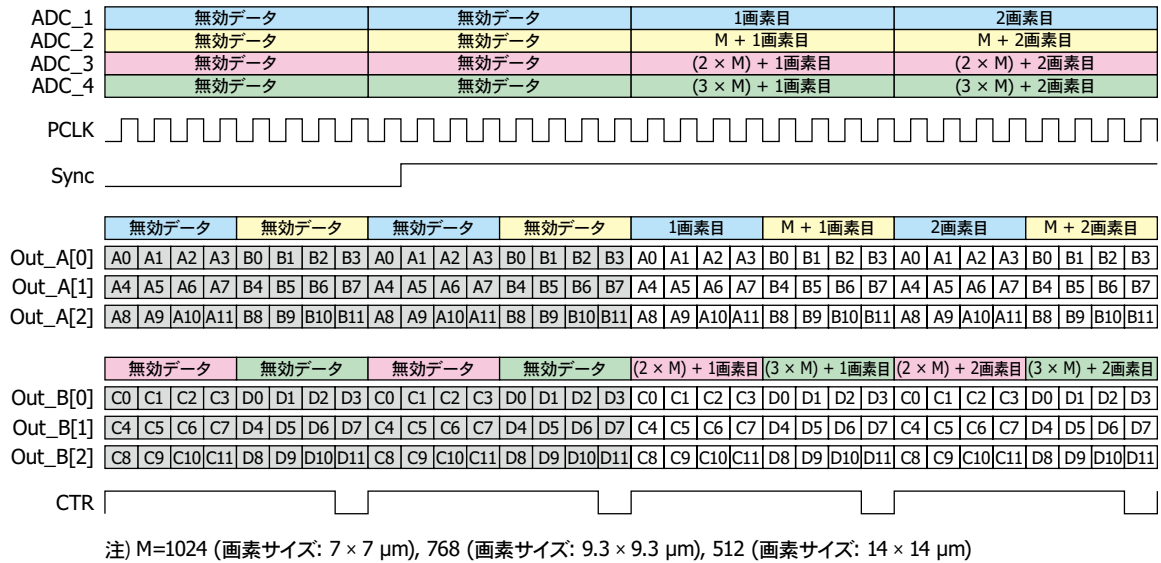 ADC_1 無効データ 無効データ 1画素目 2画素目
ADC_2 無効データ 無効データ M + 1画素目 M + 2画素目
ADC_3 無効データ 無効データ (2 × M) + 1画素目 (2 × M) + 2画素目
ADC_4 無効データ 無効データ (3 × M) + 1画素目 (3 × M) + 2画素目
PCLK
Sync
無効データ 無効データ 無効データ 無効データ 1画素目 M + 1画素目 2画素目 M + 2画素目
Out_A[0] A0 A1 A2 A3 B0 B1 B2 B3 A0 A1 A2 A3 B0 B1 B2 B3 A0 A1 A2 A3 B0 B1 B2 B3 A0 A1 A2 A3 B0 B1 B2 B3
Out_A[1] A4 A5 A6 A7 B4 B5 B6 B7 A4 A5 A6 A7 B4 B5 B6 B7 A4 A5 A6 A7 B4 B5 B6 B7 A4 A5 A6 A7 B4 B5 B6 B7
Out_A[2] A8 A9 A10 A11 B8 B9 B10 B11 A8 A9 A10 A11 B8 B9 B10 B11 A8 A9 A10 A11 B8 B9 B10 B11 A8 A9 A10 A11 B8 B9 B10 B11
無効データ 無効データ 無効データ 無効データ (2 × M) + 1画素目 (3 × M) + 1画素目 (2 × M) + 2画素目 (3 × M) + 2画素目
Out_B[0] C0 C1 C2 C3 D0 D1 D2 D3 C0 C1 C2 C3 D0 D1 D2 D3 C0 C1 C2 C3 D0 D1 D2 D3 C0 C1 C2 C3 D0 D1 D2 D3
Out_B[1] C4 C5 C6 C7 D4 D5 D6 D7 C4 C5 C6 C7 D4 D5 D6 D7 C4 C5 C6 C7 D4 D5 D6 D7 C4 C5 C6 C7 D4 D5 D6 D7
Out_B[2] C8 C9 C10 C11 D8 D9 D10 D11 C8 C9 C10 C11 D8 D9 D10 D11 C8 C9 C10 C11 D8 D9 D10 D11 C8 C9 C10 C11 D8 D9 D10 D11
CTR
注) M=1024 (画素サイズ: 7 × 7 µm), 768 (画素サイズ: 9.3 × 9.3 µm), 512 (画素サイズ: 14 × 14 µm)